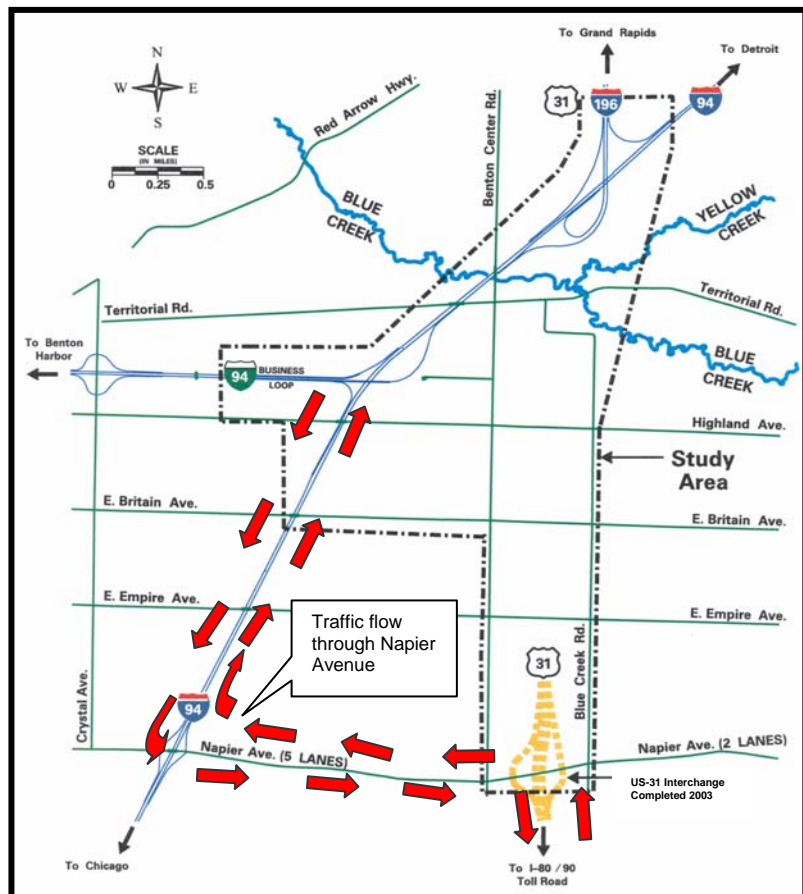 To Grand Rapids
To Detroit
N
W
E
S
SCALE
(IN MILES)
0
0.25
0.5
Red Arrow Hwy.
Benton Center Rd.
31
196
94
BLUE
CREEK
YELLOW
CREEK
Territorial Rd.
Territorial Rd.
BLUE
CREEK
To Benton
Harbor
94
BUSINESS
LOOP
Highland Ave.
Study
Area
E. Britain Ave.
E. Britain Ave.
E. Empire Ave.
E. Empire Ave.
Traffic flow
through Napier
Avenue
31
Blue Creek Rd.
Crystal Ave.
94
Napier Ave. (5 LANES)
Napier Ave. (2 LANES)
US-31 Interchange
Completed 2003
To Chicago
To I-80 / 90
Toll Road